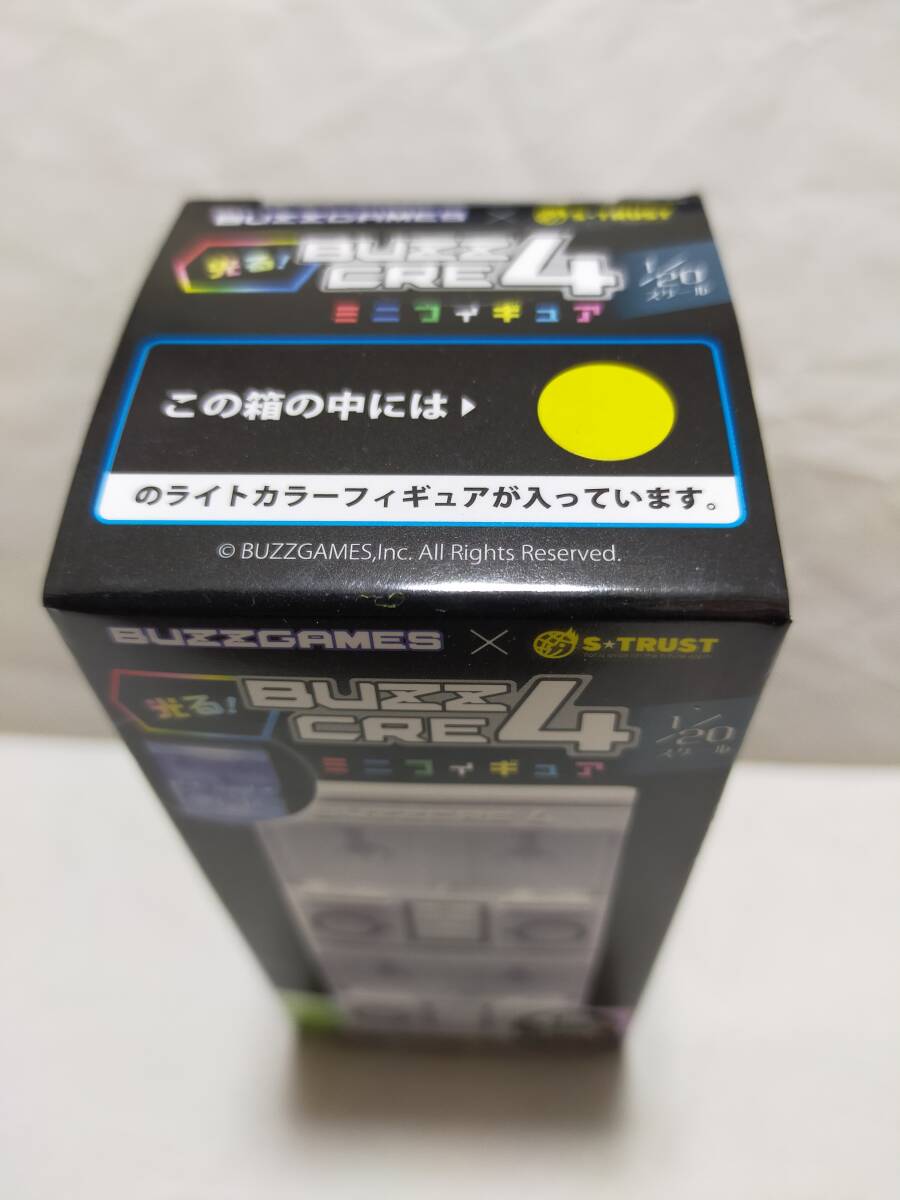 BUZZGAMES × S★TRUST
光る! BUZZ CRE 4 1/20 スケール
ミニフィギュア
この箱の中には▶
のライトカラーフィギュアが入っています。
© BUZZGAMES,Inc. All Rights Reserved.
BUZZGAMES × S★TRUST
光る! BUZZ CRE 4 1/20 スケール
ミニフィギュア